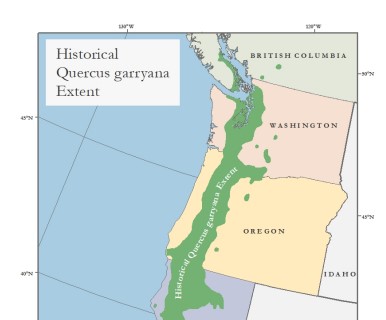 130°W
120°W
Historical
Quercus garryana
Extent
BRITISH COLUMBIA
50°N
WASHINGTON
45°N
Historical Quercus garryana Extent
OREGON
45°N
IDAHO
40°N